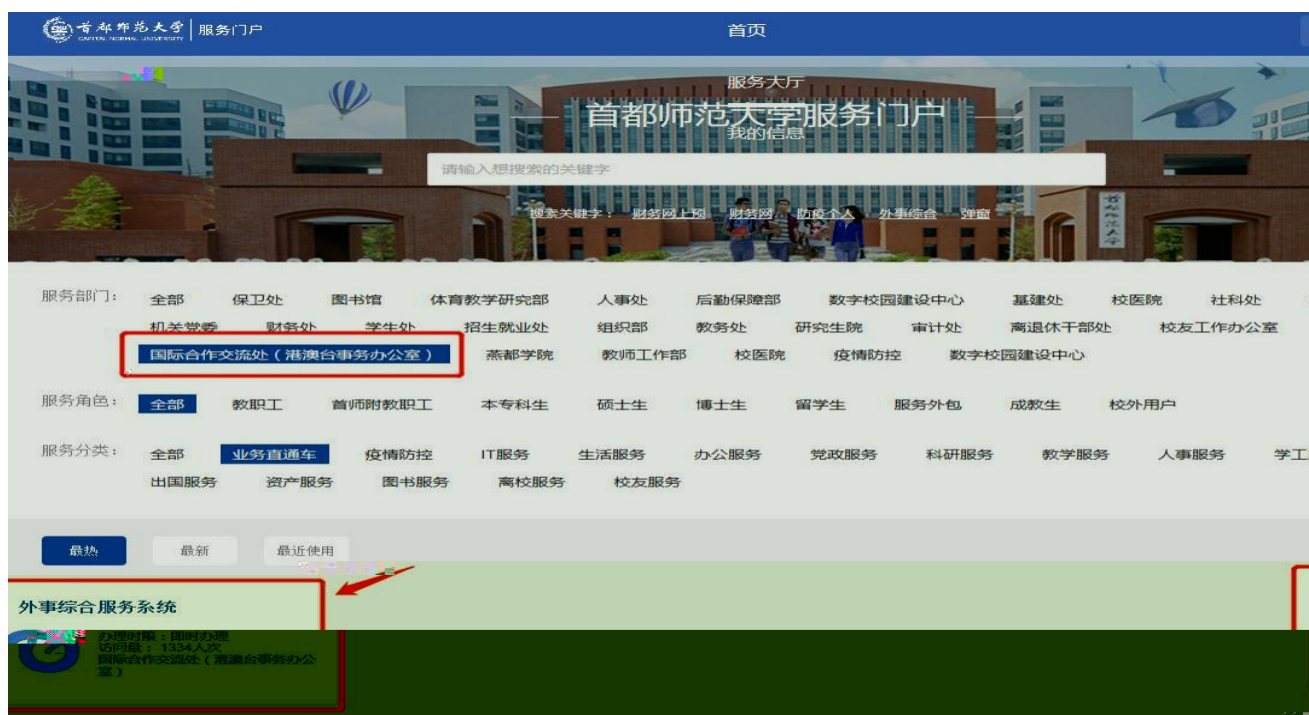 首都师范大学 服务门户 首页
CAPITAL NORMAL UNIVERSITY
服务大厅
首都师范大学服务门户
我的信息
请输入想搜索的关键字
搜索关键字： 财务网上预 财务网 防疫个人 外事综合 弹窗
首都师范大学
服务部门： 全部 保卫处 图书馆 体育教学研究部 人事处 后勤保障部 数字校园建设中心 基建处 校医院 社科处
机关党委 财务处 学生处 招生就业处 组织部 教务处 研究生院 审计处 离退休干部处 校友工作办公室
国际合作交流处（港澳台事务办公室） 燕都学院 教师工作部 校医院 疫情防控 数字校园建设中心
服务角色： 全部 教职工 首师附教职工 本专科生 硕士生 博士生 留学生 服务外包 成教生 校外用户
服务分类： 全部 业务直通车 疫情防控 IT服务 生活服务 办公服务 党政服务 科研服务 教学服务 人事服务 学工
出国服务 资产服务 图书服务 离校服务 校友服务
最热 最新 最近使用
外事综合服务系统
办理时限：即时办理
访问量：1334人次
国际合作交流处（港澳台事务办公
室）